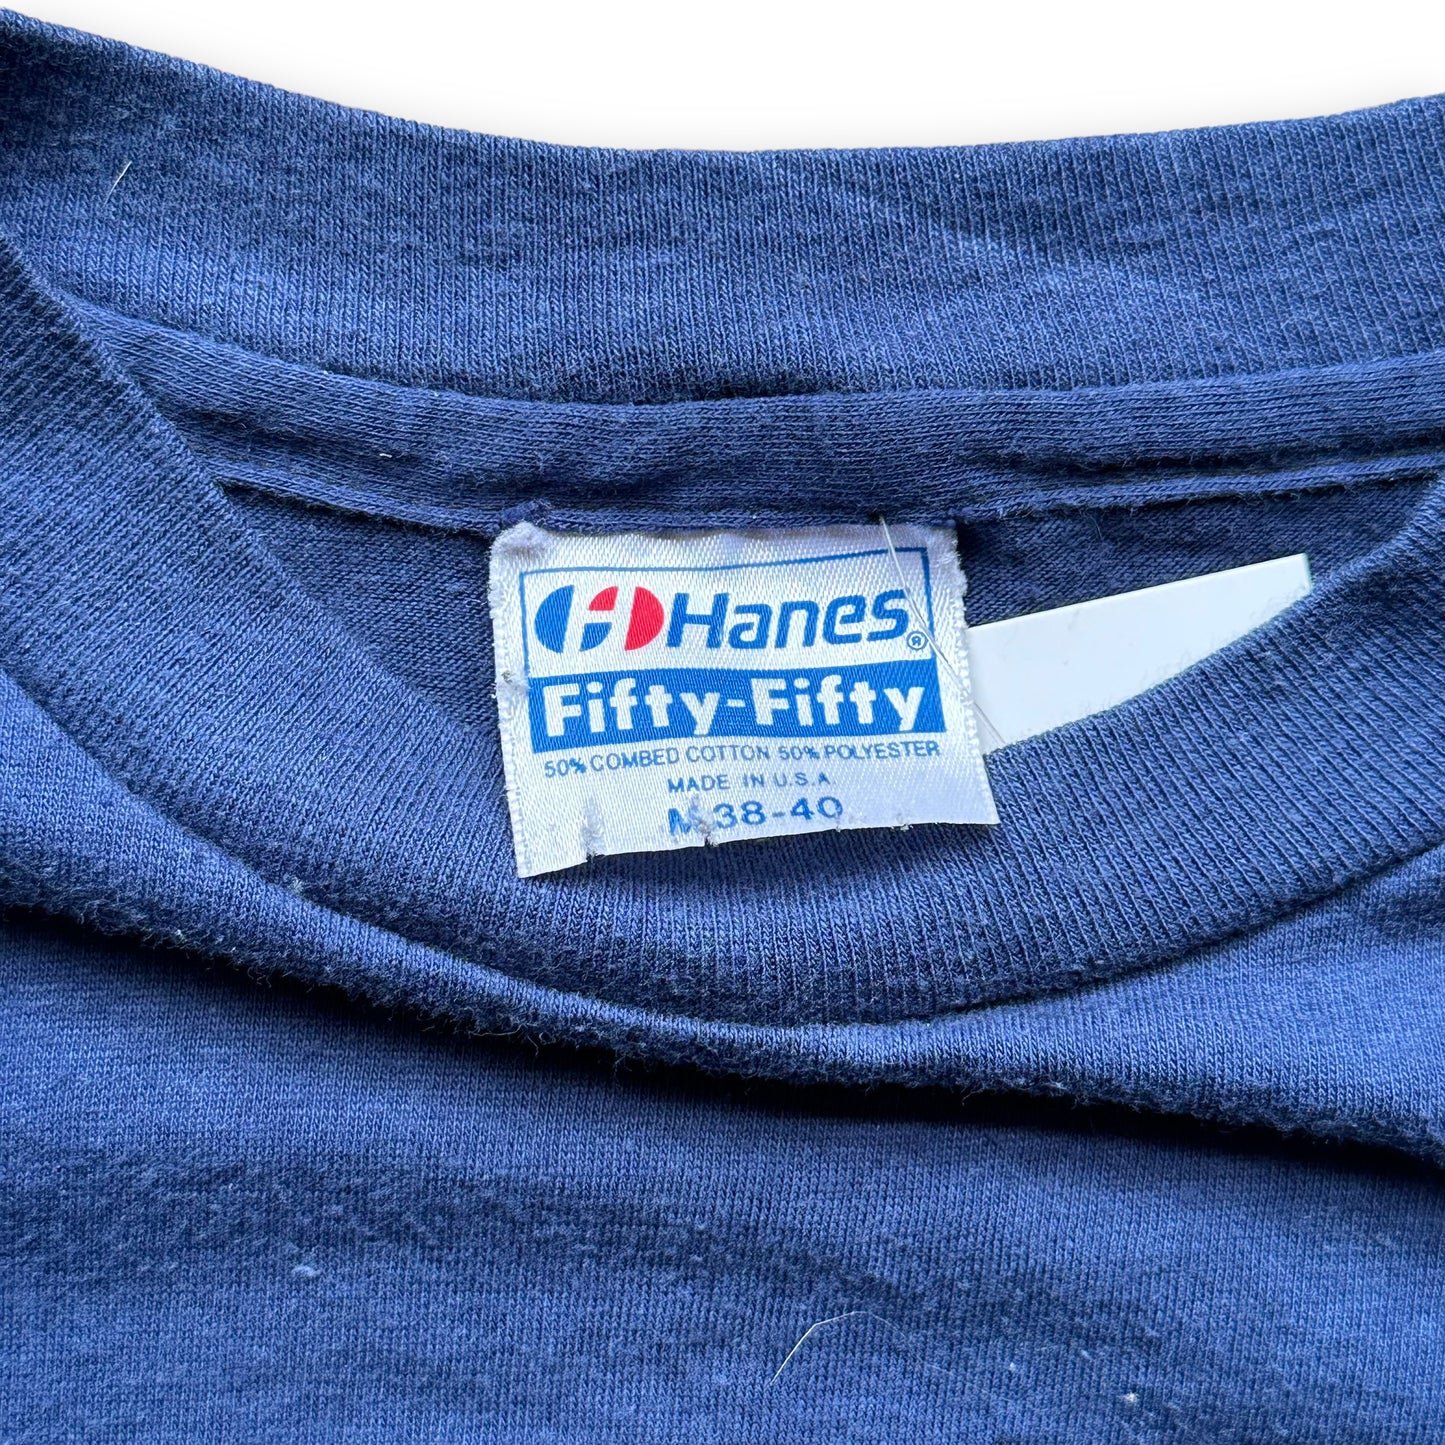 Hanes®
Fifty-Fifty
50% COMBED COTTON 50% POLYESTER
MADE IN U.S.A
M 38-40